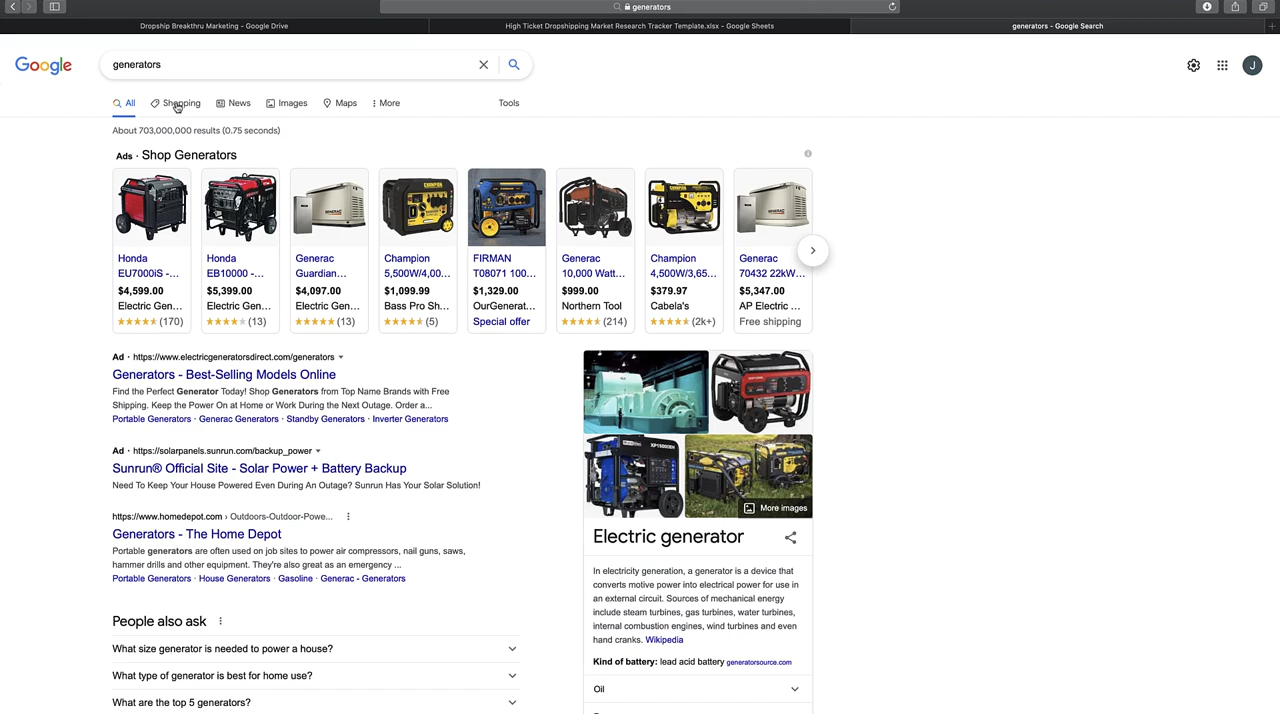 generators
Dropship Breakthru Marketing - Google Drive
High Ticket Dropshipping Market Research Tracker Template.xlsx - Google Sheets
generators - Google Search
Google
generators
J
All
Shopping
News
Images
Maps
More
Tools
About 703,000,000 results (0.75 seconds)
Ads · Shop Generators
Honda
EU7000iS -...
$4,599.00
Electric Gen...
(170)
Honda
EB10000 -...
$5,399.00
Electric Gen...
(13)
Generac
Guardian...
$4,097.00
Electric Gen...
(13)
Champion
5,500W/4,00...
$1,099.99
Bass Pro Sh...
(5)
FIRMAN
T08071 100...
$1,329.00
OurGenerat...
Special offer
Generac
10,000 Watt...
$999.00
Northern Tool
(214)
Champion
4,500W/3,65...
$379.97
Cabela's
(2k+)
Generac
70432 22kW...
$5,347.00
AP Electric ...
Free shipping
Ad · https://www.electricgeneratorsdirect.com/generators
Generators - Best-Selling Models Online
Find the Perfect Generator Today! Shop Generators from Top Name Brands with Free
Shipping. Keep the Power On at Home or Work During the Next Outage. Order a...
Portable Generators · Generac Generators · Standby Generators · Inverter Generators
Ad · https://solarpanels.sunrun.com/backup_power
Sunrun® Official Site - Solar Power + Battery Backup
Need To Keep Your House Powered Even During An Outage? Sunrun Has Your Solar Solution!
https://www.homedepot.com › Outdoors-Outdoor-Powe...
Generators - The Home Depot
Portable generators are often used on job sites to power air compressors, nail guns, saws,
hammer drills and other equipment. They're also great as an emergency ...
Portable Generators · House Generators · Gasoline · Generac - Generators
People also ask
What size generator is needed to power a house?
What type of generator is best for home use?
What are the top 5 generators?
More images
Electric generator
In electricity generation, a generator is a device that
converts motive power into electrical power for use in
an external circuit. Sources of mechanical energy
include steam turbines, gas turbines, water turbines,
internal combustion engines, wind turbines and even
hand cranks. Wikipedia
Kind of battery: lead acid battery generatorsource.com
Oil